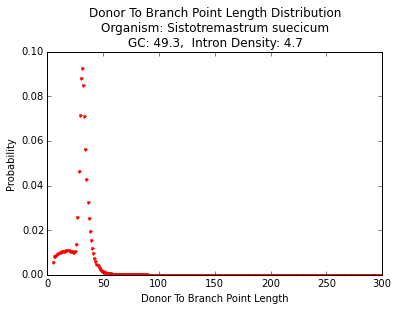 Donor To Branch Point Length Distribution
Organism: Sistotremastrum suecicum
GC: 49.3,  Intron Density: 4.7
0.10
0.08
0.06
0.04
0.02
0.00
Probability
0 50 100 150 200 250 300
Donor To Branch Point Length